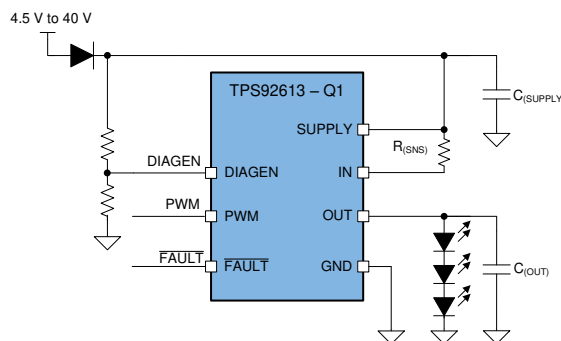 4.5 V to 40 V
TPS92613 – Q1
C(SUPPLY
SUPPLY
R(SNS)
DIAGEN
DIAGEN
IN
PWM
PWM
OUT
FAULT
FAULT
GND
C(OUT)